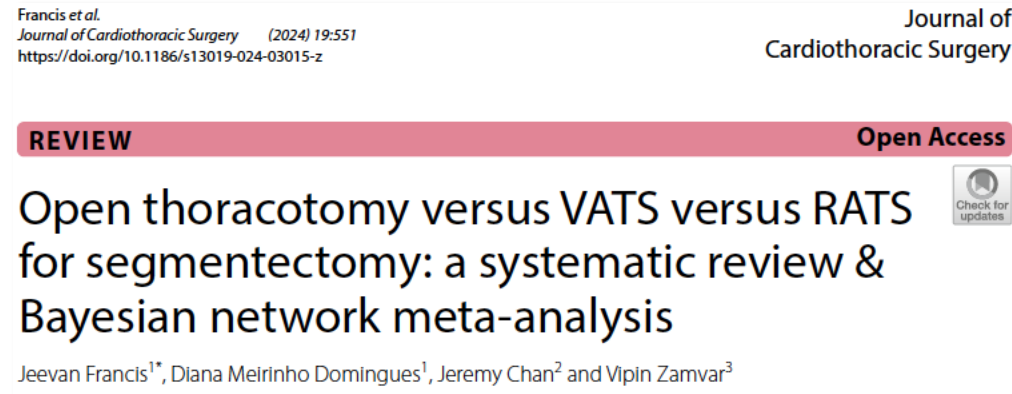 Francis et al.
Journal of Cardiothoracic Surgery (2024) 19:551
https://doi.org/10.1186/s13019-024-03015-z
Journal of
Cardiothoracic Surgery
REVIEW
Open Access
Open thoracotomy versus VATS versus RATS
for segmentectomy: a systematic review &
Bayesian network meta-analysis
Check for
updates
Jeevan Francis1*, Diana Meirinho Domingues1, Jeremy Chan2 and Vipin Zamvar3